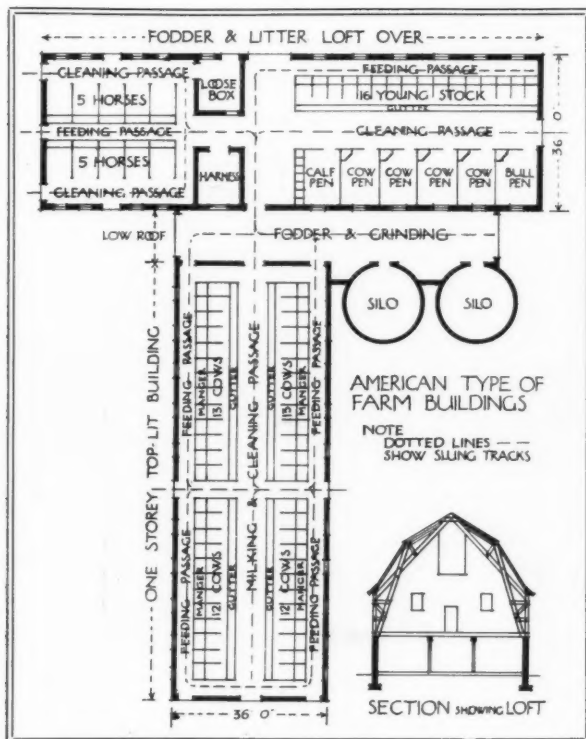 FODDER & LITTER LOFT OVER
CLEANING PASSAGE
5 HORSES
FEEDING PASSAGE
5 HORSES
CLEANING PASSAGE
LOOSE
BOX
HARNESS
FEEDING PASSAGE
16 YOUNG STOCK
GUTTER
CLEANING PASSAGE
CALF
PEN
COW
PEN
COW
PEN
COW
PEN
COW
PEN
BULL
PEN
36' 0"
LOW ROOF
FODDER & GRINDING
SILO
SILO
ONE STOREY TOP-LIT BUILDING
FEEDING PASSAGE
MANGER
13 COWS
GUTTER
MILKING & CLEANING PASSAGE
GUTTER
13 COWS
MANGER
FEEDING PASSAGE
FEEDING PASSAGE
MANGER
12 COWS
GUTTER
GUTTER
12 COWS
MANGER
FEEDING PASSAGE
36' 0"
AMERICAN TYPE OF
FARM BUILDINGS
NOTE
DOTTED LINES — —
SHOW SLUNG TRACKS
SECTION SHOWING LOFT